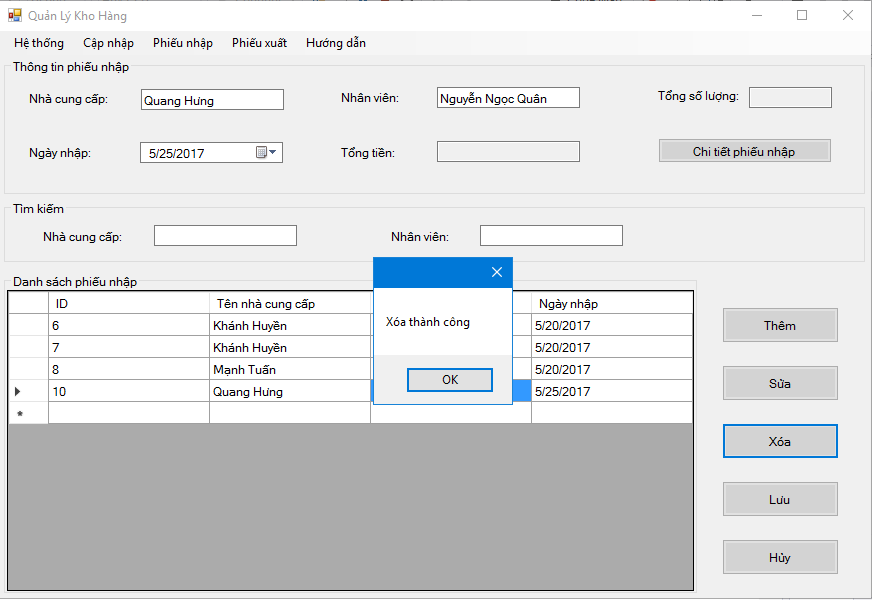 Quản Lý Kho Hàng
Hệ thống Cập nhập Phiếu nhập Phiếu xuất Hướng dẫn
Thông tin phiếu nhập
Nhà cung cấp: Quang Hưng Nhân viên: Nguyễn Ngọc Quân Tổng số lượng:
Ngày nhập: 5/25/2017 Tổng tiền: Chi tiết phiếu nhập
Tìm kiếm
Nhà cung cấp: Nhân viên:
Danh sách phiếu nhập
ID Tên nhà cung cấp Ngày nhập
6 Khánh Huyền 5/20/2017
7 Khánh Huyền 5/20/2017
8 Mạnh Tuấn 5/20/2017
10 Quang Hưng 5/25/2017
*
Xóa thành công
OK
Thêm
Sửa
Xóa
Lưu
Hủy